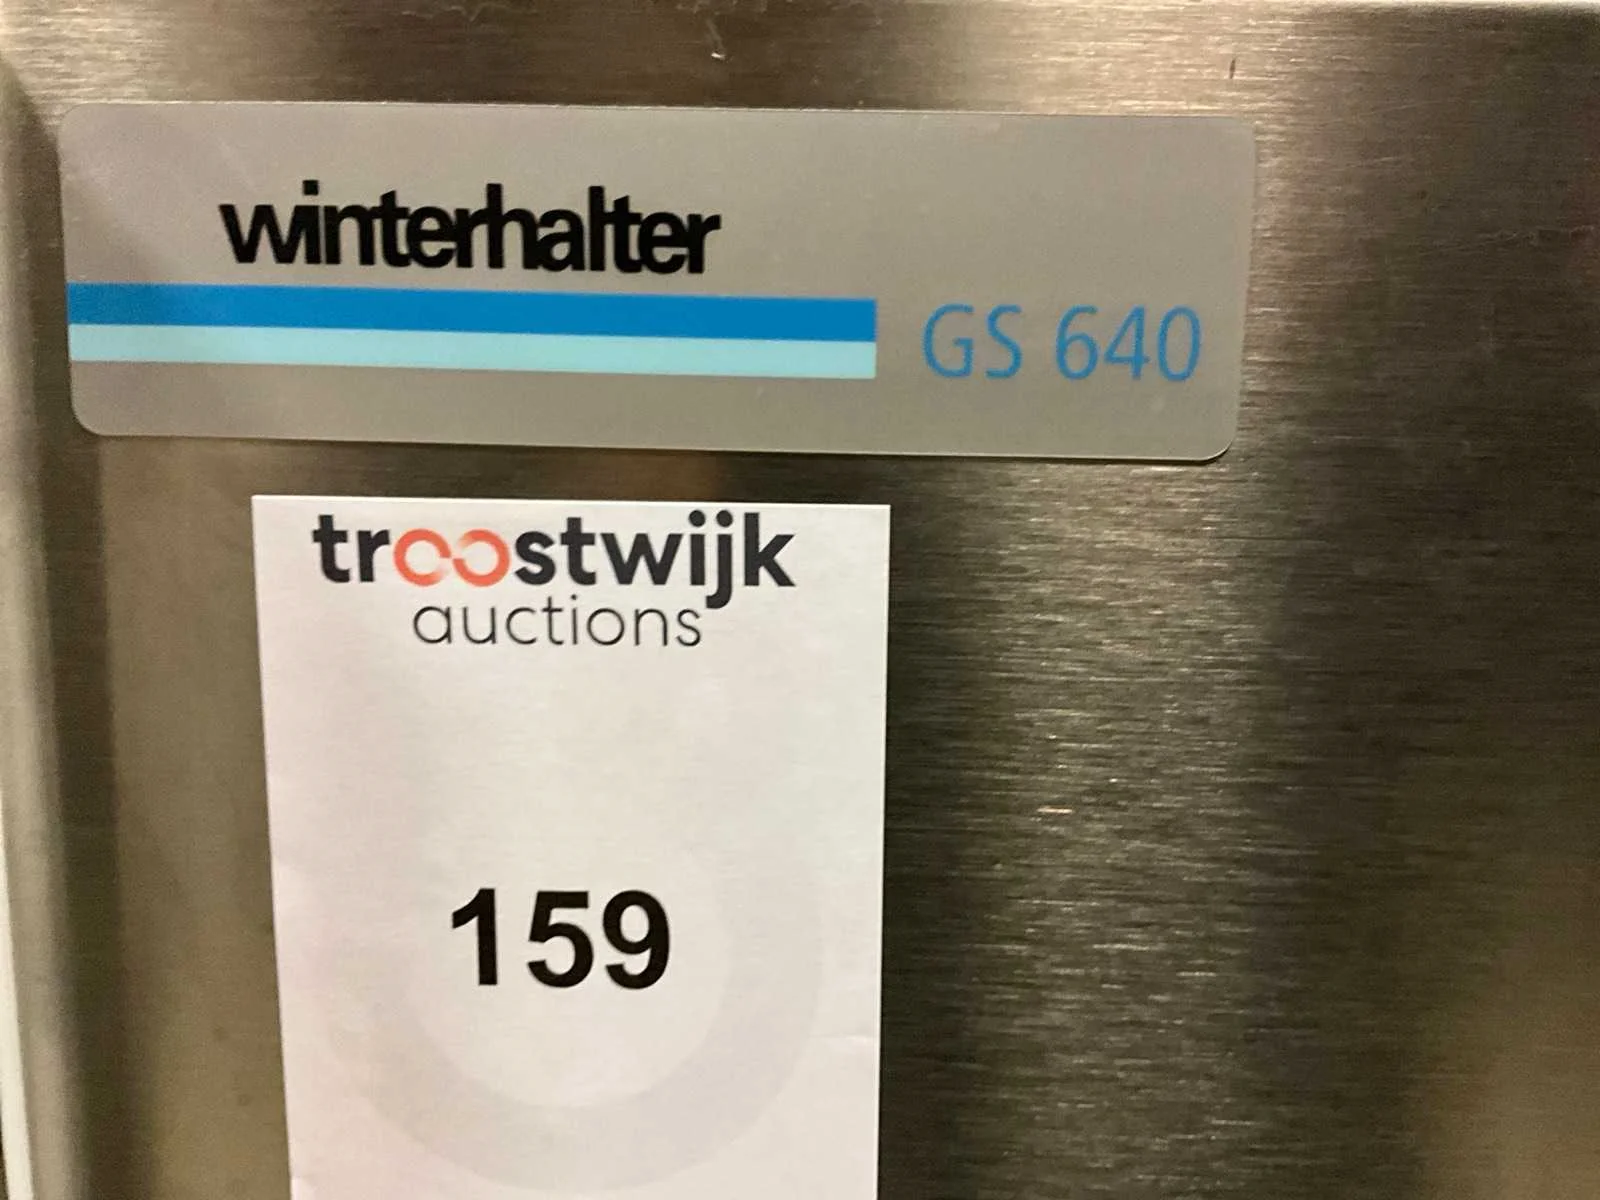 winterhalter
GS 640
troostwijk
auctions
159